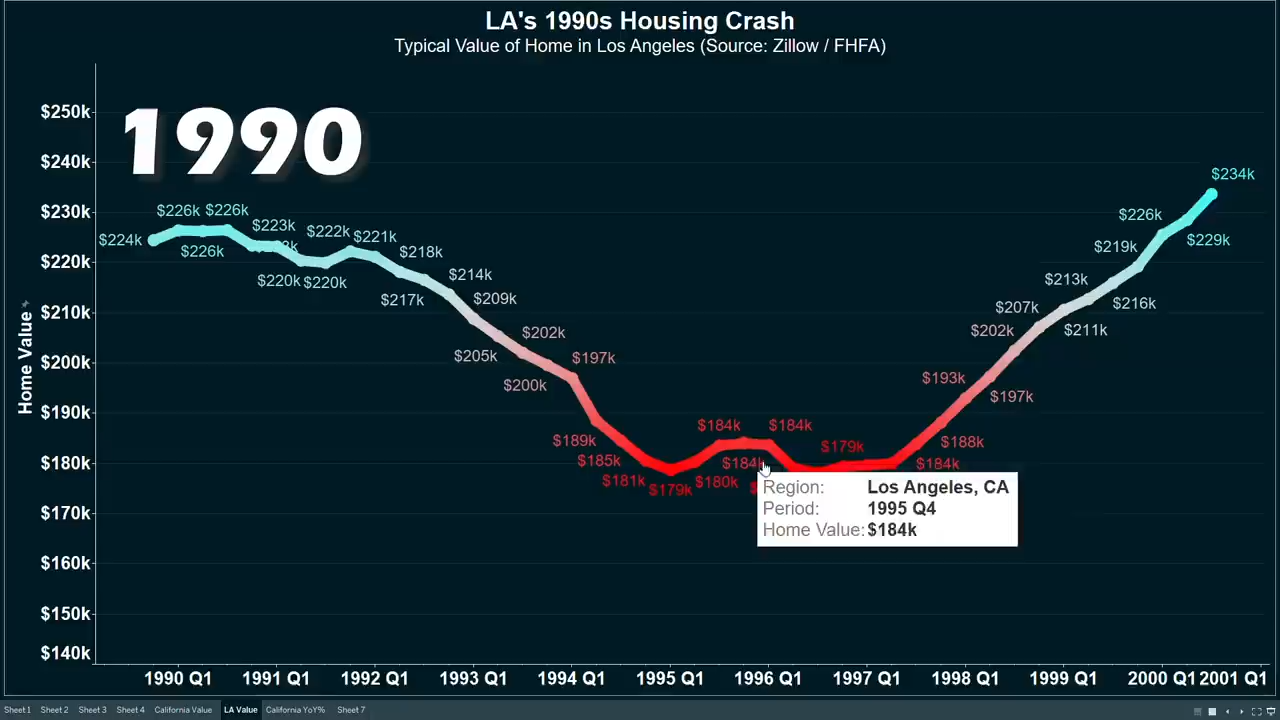 LA's 1990s Housing Crash
Typical Value of Home in Los Angeles (Source: Zillow / FHFA)
1990
$250k
$240k
$230k
$220k
$210k
$200k
$190k
$180k
$170k
$160k
$150k
$140k
Home Value
$224k
$226k
$226k
$226k
$223k
$220k
$220k
$222k
$221k
$217k
$218k
$214k
$205k
$209k
$200k
$202k
$197k
$189k
$185k
$181k
$179k
$180k
$184k
$184k
$184k
$179k
$184k
$188k
$193k
$197k
$202k
$207k
$213k
$211k
$216k
$219k
$226k
$229k
$234k
Region: Los Angeles, CA
Period: 1995 Q4
Home Value: $184k
1990 Q1 1991 Q1 1992 Q1 1993 Q1 1994 Q1 1995 Q1 1996 Q1 1997 Q1 1998 Q1 1999 Q1 2000 Q1 2001 Q1
Sheet 1 Sheet 2 Sheet 3 Sheet 4 California Value LA Value California YoY% Sheet 7